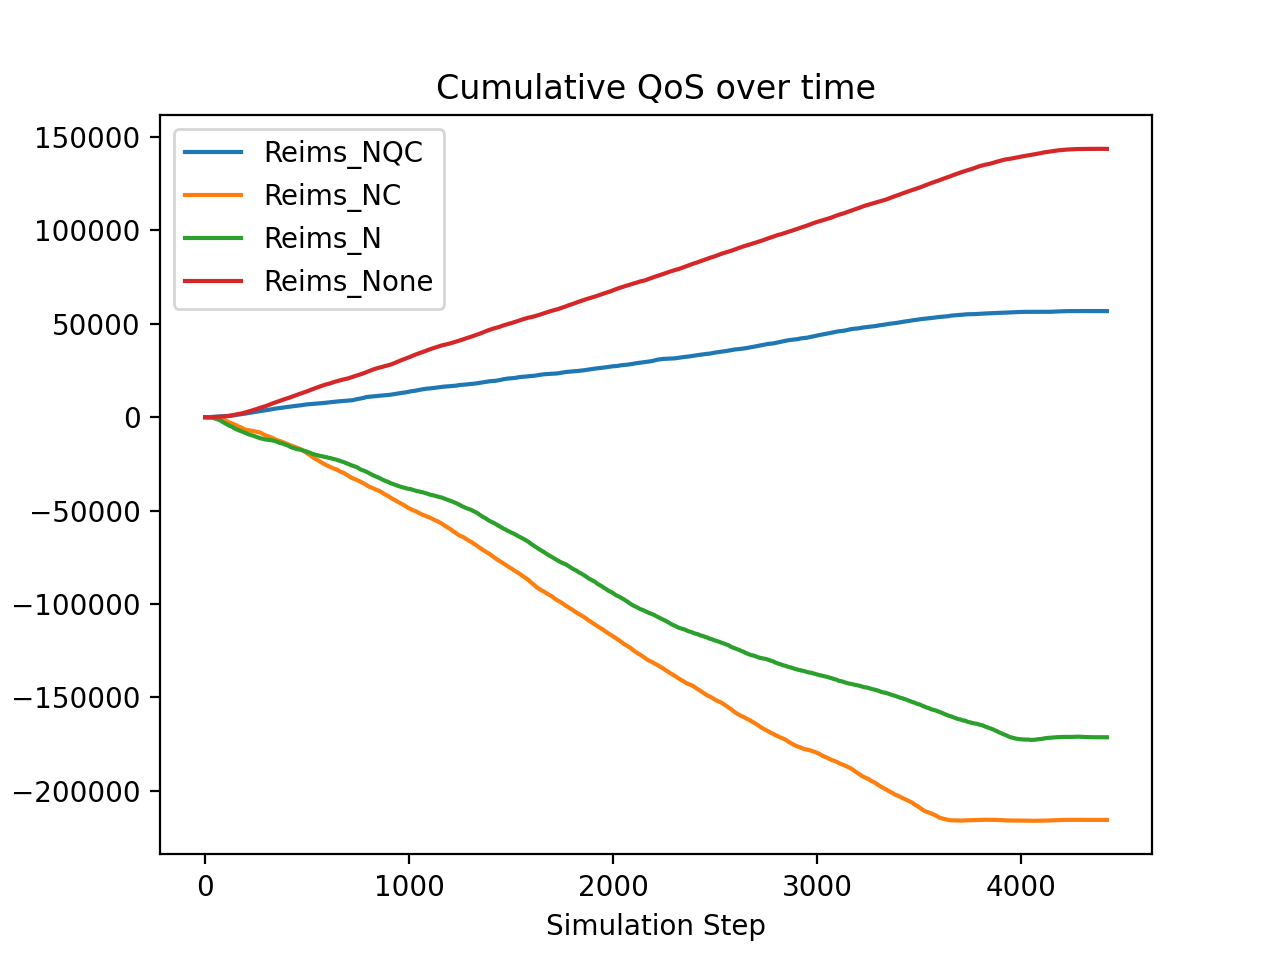 Cumulative QoS over time
150000
100000
50000
0
−50000
−100000
−150000
−200000
Reims_NQC
Reims_NC
Reims_N
Reims_None
0 1000 2000 3000 4000
Simulation Step